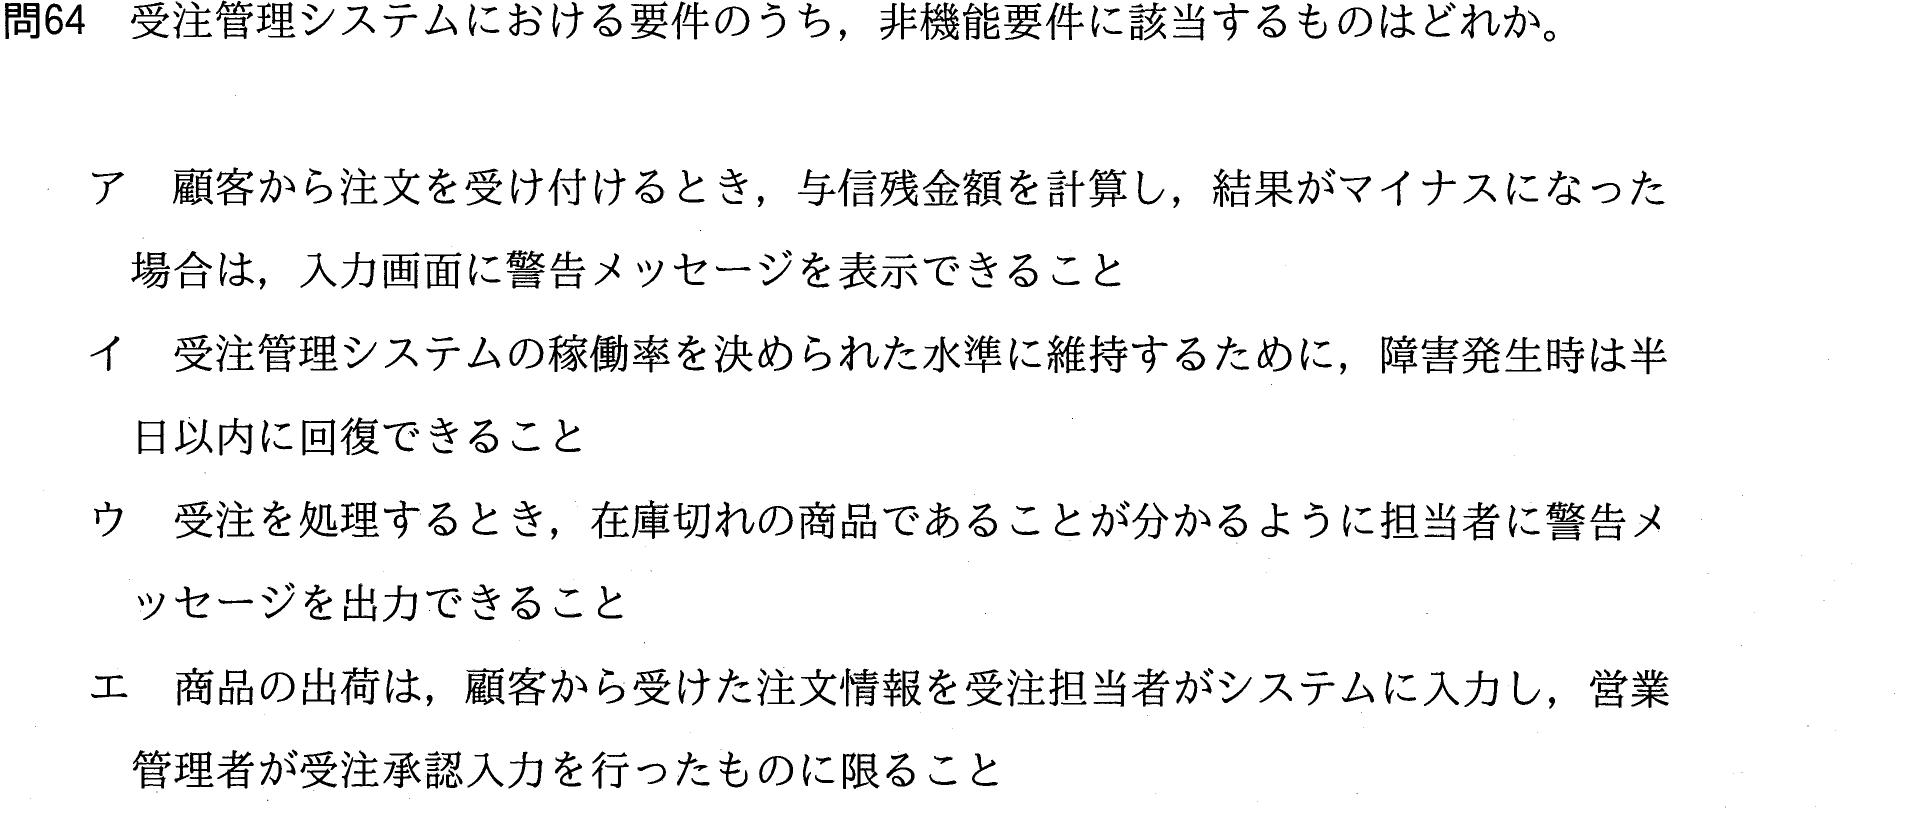 問64　受注管理システムにおける要件のうち，非機能要件に該当するものはどれか。
ア　顧客から注文を受け付けるとき，与信残金額を計算し，結果がマイナスになった
場合は，入力画面に警告メッセージを表示できること
イ　受注管理システムの稼働率を決められた水準に維持するために，障害発生時は半
日以内に回復できること
ウ　受注を処理するとき，在庫切れの商品であることが分かるように担当者に警告メ
ッセージを出力できること
エ　商品の出荷は，顧客から受けた注文情報を受注担当者がシステムに入力し，営業
管理者が受注承認入力を行ったものに限ること